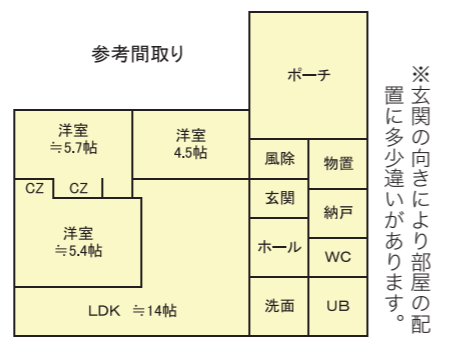 参考間取り
ポーチ
洋室
≒5.7帖
洋室
4.5帖
風除
物置
CZ
CZ
玄関
納戸
洋室
≒5.4帖
ホール
WC
LDK ≒14帖
洗面
UB
※玄関の向きにより部屋の配
置に多少違いがあります。